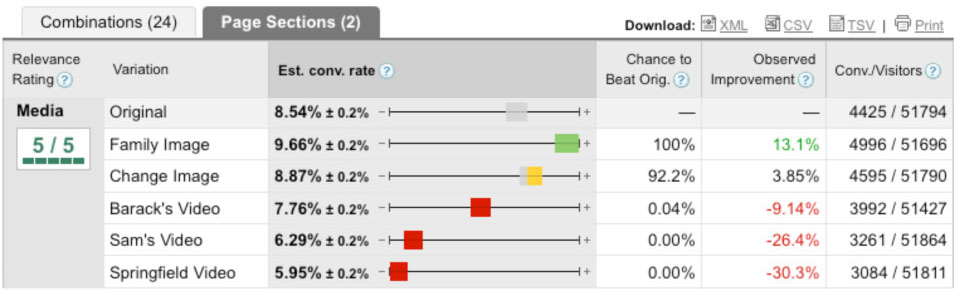 Combinations (24) Page Sections (2) Download: XML CSV TSV | Print
Relevance Rating ? Variation Est. conv. rate ? Chance to Beat Orig. ? Observed Improvement ? Conv./Visitors ?
Media Original 8.54% ± 0.2% – + — — 4425 / 51794
5 / 5 Family Image 9.66% ± 0.2% – + 100% 13.1% 4996 / 51696
Change Image 8.87% ± 0.2% – + 92.2% 3.85% 4595 / 51790
Barack's Video 7.76% ± 0.2% – + 0.04% -9.14% 3992 / 51427
Sam's Video 6.29% ± 0.2% – + 0.00% -26.4% 3261 / 51864
Springfield Video 5.95% ± 0.2% – + 0.00% -30.3% 3084 / 51811